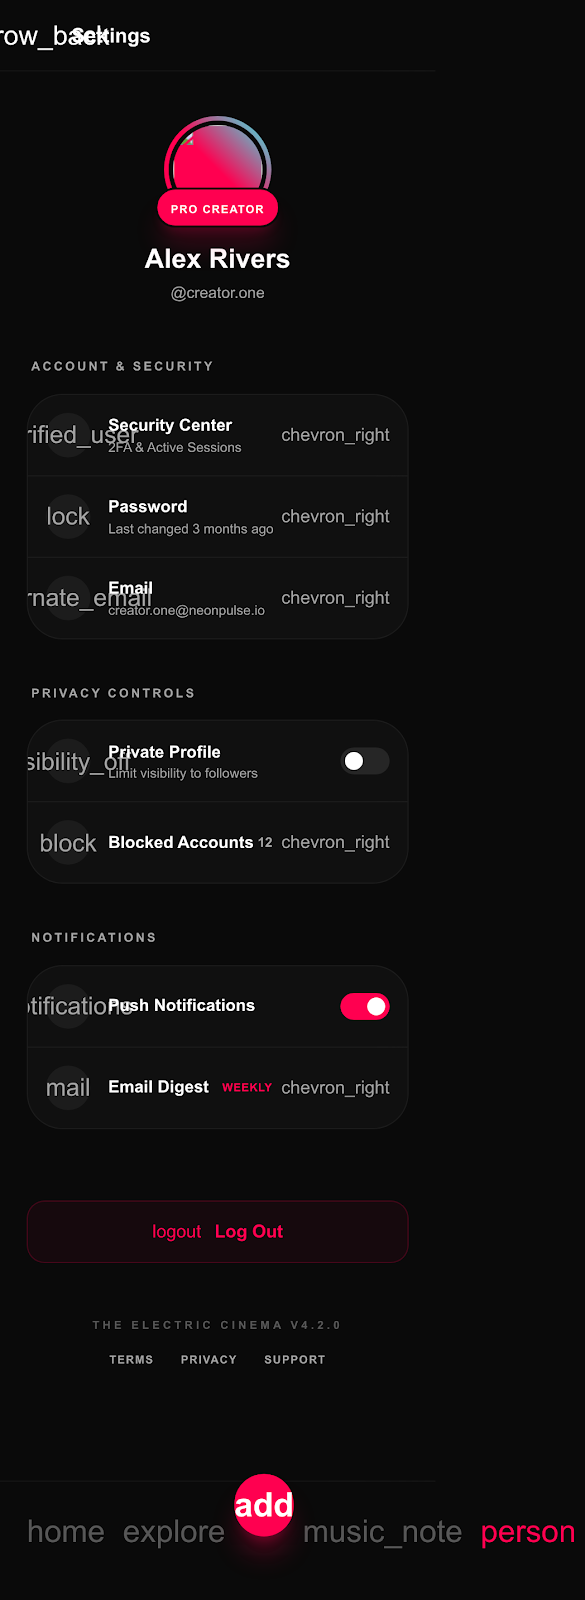 row_back Settings
PRO CREATOR
Alex Rivers
@creator.one
ACCOUNT & SECURITY
rified_user Security Center chevron_right
2FA & Active Sessions
lock Password chevron_right
Last changed 3 months ago
rnate_email Email chevron_right
creator.one@neonpulse.io
PRIVACY CONTROLS
sibility_off Private Profile
Limit visibility to followers
block Blocked Accounts 12 chevron_right
NOTIFICATIONS
otifications Push Notifications
mail Email Digest WEEKLY chevron_right
logout Log Out
THE ELECTRIC CINEMA V4.2.0
TERMS PRIVACY SUPPORT
home explore add music_note person